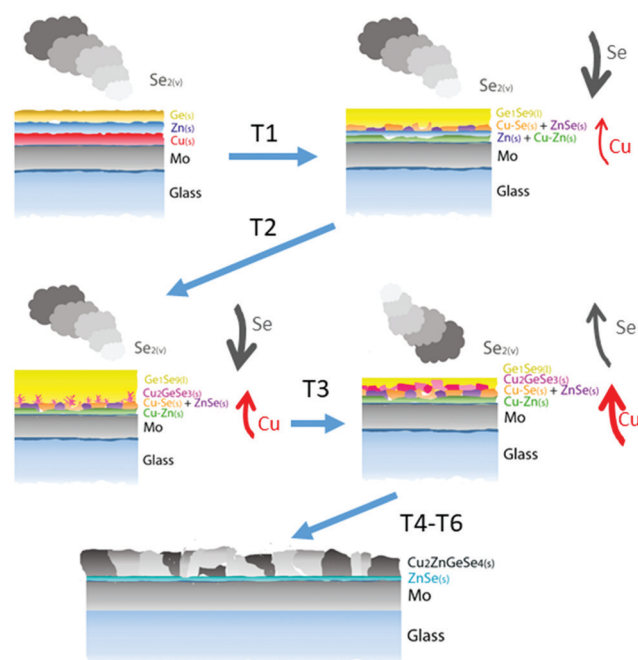 Se2(v)
Ge(s)
Zn(s)
Cu(s)
Mo
Glass
T1
Se2(v)
Se
Ge1Se9(l)
Cu-Se(s) + ZnSe(s)
Zn(s) + Cu-Zn(s)
Mo
Cu
Glass
T2
Se2(v)
Se
Ge1Se9(l)
Cu2GeSe3(s)
Cu-Se(s) + ZnSe(s)
Cu-Zn(s)
Mo
Cu
Glass
T3
Se2(v)
Se
Ge1Se9(l)
Cu2GeSe3(s)
Cu-Se(s) + ZnSe(s)
Cu-Zn(s)
Mo
Cu
Glass
T4-T6
Cu2ZnGeSe4(s)
ZnSe(s)
Mo
Glass